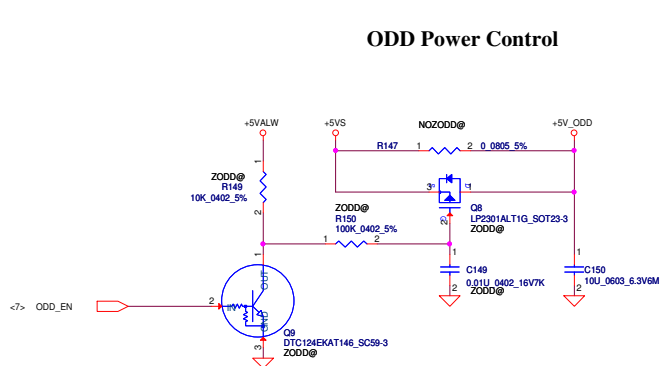 ODD Power Control
+5VALW
+5VS
NOZODD@
+5V_ODD
R147 1 2 0_0805_5%
ZODD@
R149
10K_0402_5%
1
2
3 S D 1
G
2
Q8
LP2301ALT1G_SOT23-3
ZODD@
ZODD@
R150
100K_0402_5%
1 2
1
C149
0.01U_0402_16V7K
2
ZODD@
1
C150
10U_0603_6.3V6M
2
<7> ODD_EN
1
OUT
2
IN
GND
3
Q9
DTC124EKAT146_SC59-3
ZODD@